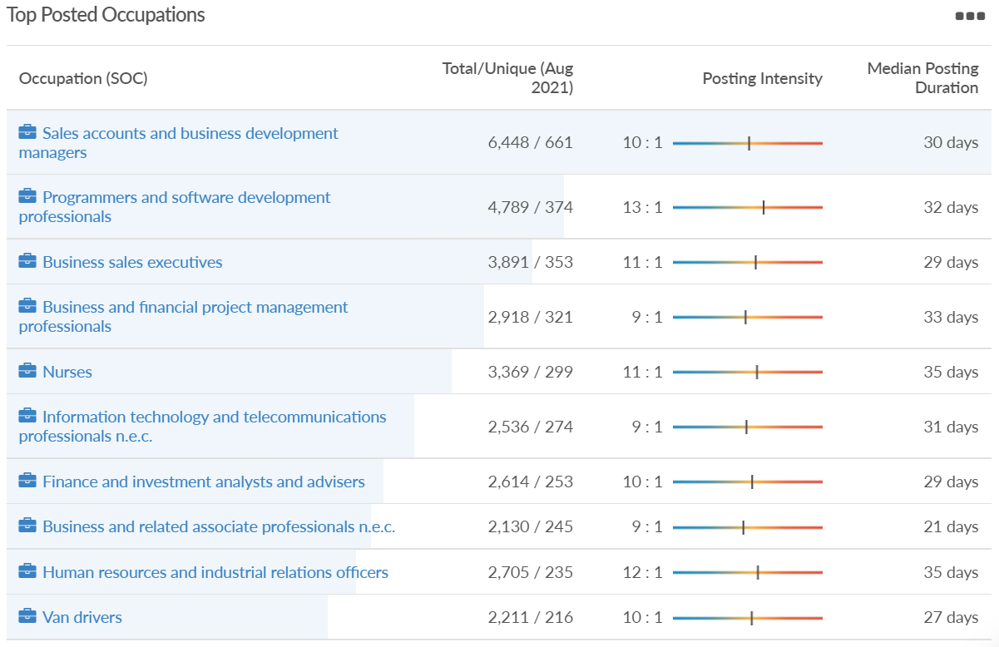 Top Posted Occupations
Occupation (SOC)
Total/Unique (Aug
2021)
Posting Intensity
Median Posting
Duration
Sales accounts and business development
managers
6,448 / 661
10 : 1
30 days
Programmers and software development
professionals
4,789 / 374
13 : 1
32 days
Business sales executives
3,891 / 353
11 : 1
29 days
Business and financial project management
professionals
2,918 / 321
9 : 1
33 days
Nurses
3,369 / 299
11 : 1
35 days
Information technology and telecommunications
professionals n.e.c.
2,536 / 274
9 : 1
31 days
Finance and investment analysts and advisers
2,614 / 253
10 : 1
29 days
Business and related associate professionals n.e.c.
2,130 / 245
9 : 1
21 days
Human resources and industrial relations officers
2,705 / 235
12 : 1
35 days
Van drivers
2,211 / 216
10 : 1
27 days